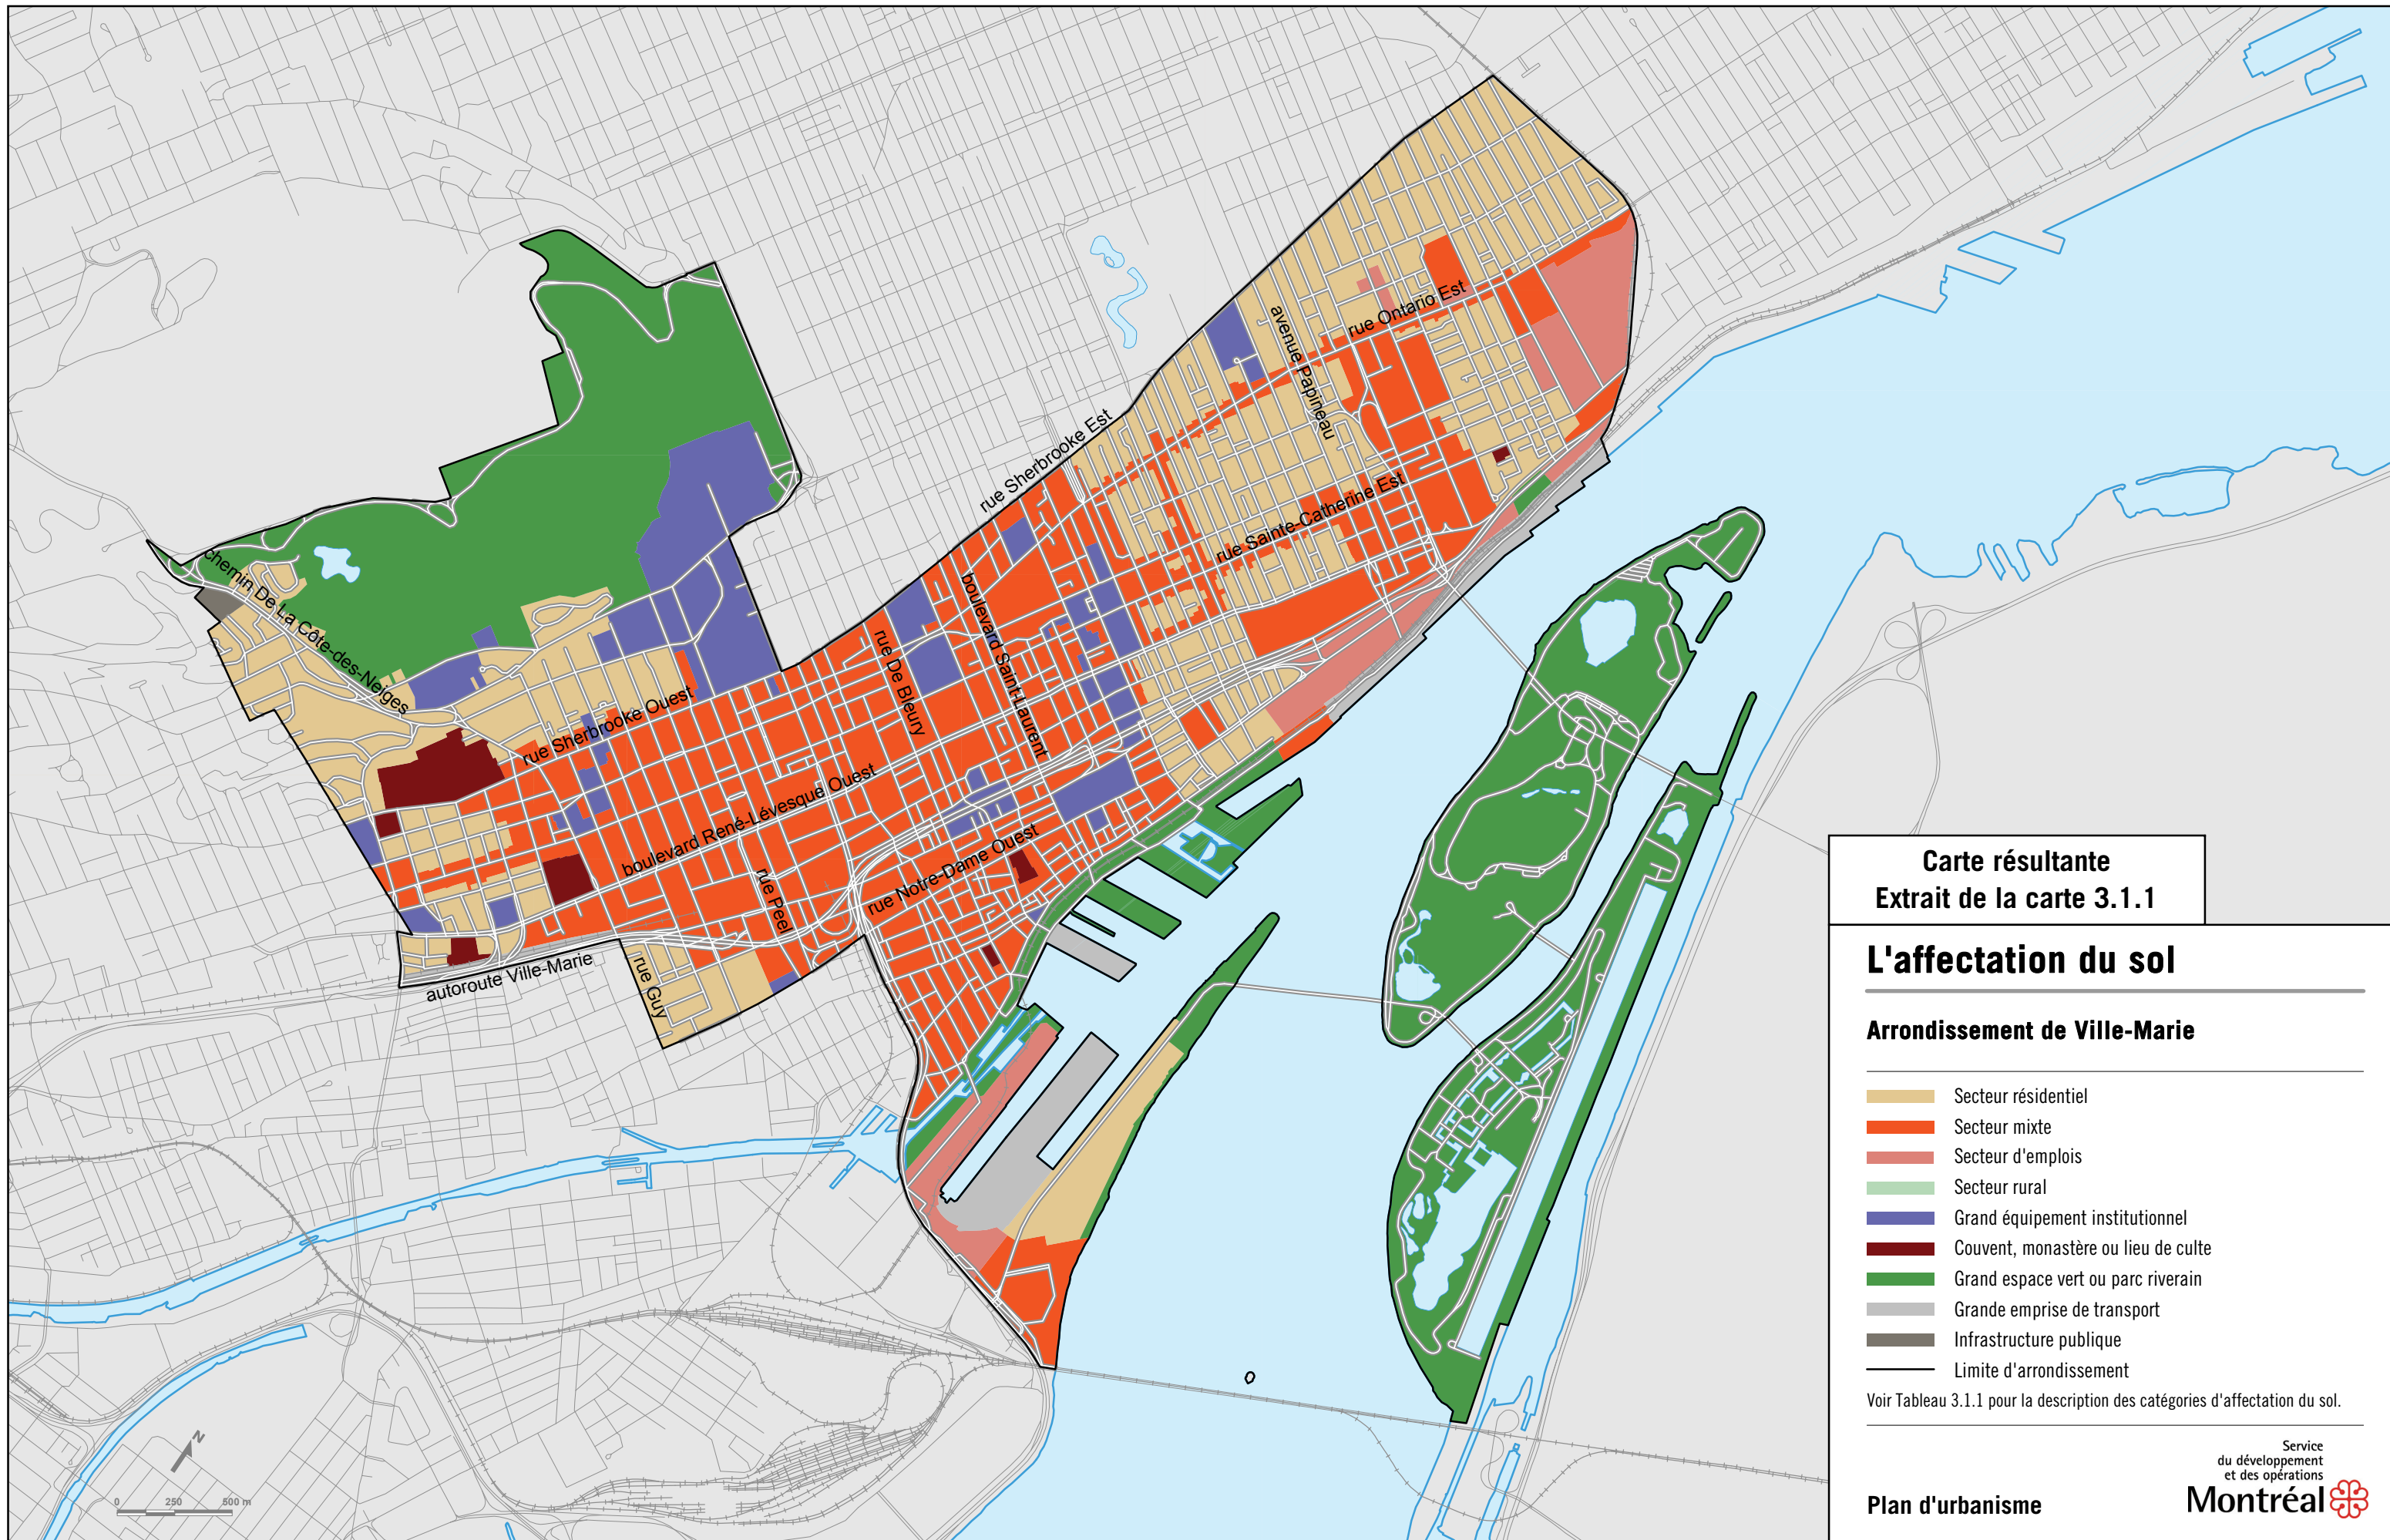 rue Sherbrooke Est
avenue Papineau
rue Ontario Est
rue Sainte-Catherine Est
chemin De La Côte-des-Neiges
rue Sherbrooke Ouest
rue De Bleury
boulevard Saint-Laurent
boulevard René-Lévesque Ouest
rue Peel
rue Notre-Dame Ouest
autoroute Ville-Marie
rue Guy
N
0 250 500 m
Carte résultante
Extrait de la carte 3.1.1
L'affectation du sol
Arrondissement de Ville-Marie
Secteur résidentiel
Secteur mixte
Secteur d'emplois
Secteur rural
Grand équipement institutionnel
Couvent, monastère ou lieu de culte
Grand espace vert ou parc riverain
Grande emprise de transport
Infrastructure publique
Limite d'arrondissement
Voir Tableau 3.1.1 pour la description des catégories d'affectation du sol.
Service
du développement
et des opérations
Plan d'urbanisme
Montréal